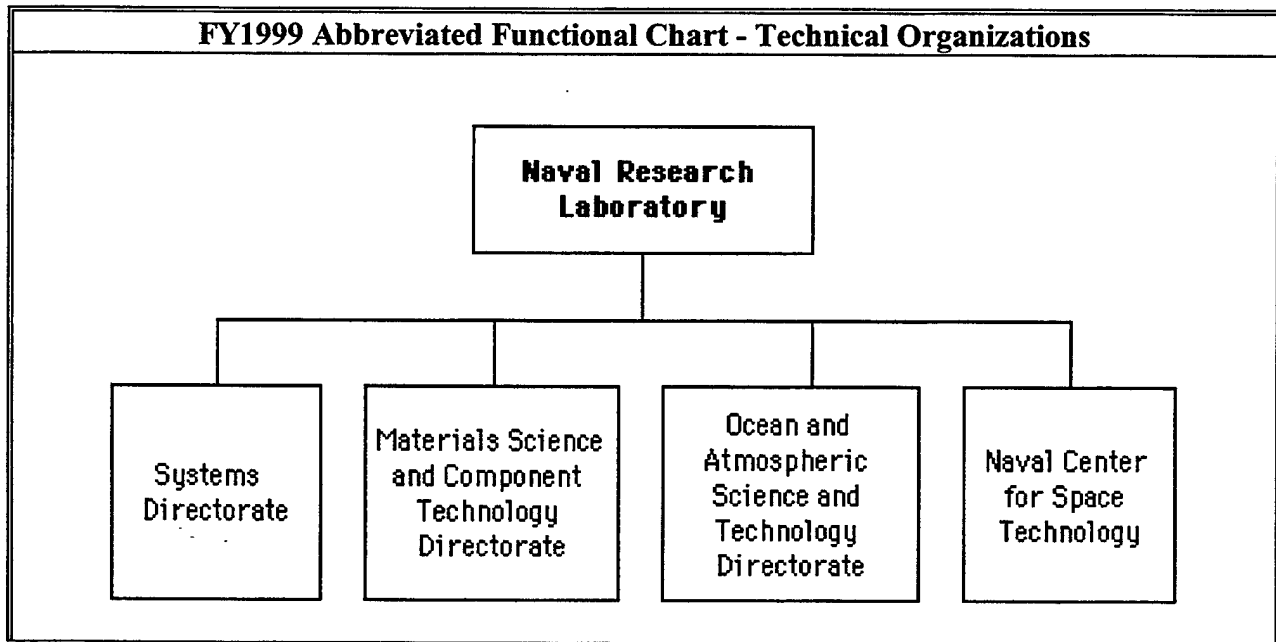 FY1999 Abbreviated Functional Chart - Technical Organizations
Naval Research
Laboratory
Systems
Directorate
Materials Science
and Component
Technology
Directorate
Ocean and
Atmospheric
Science and
Technology
Directorate
Naval Center
for Space
Technology